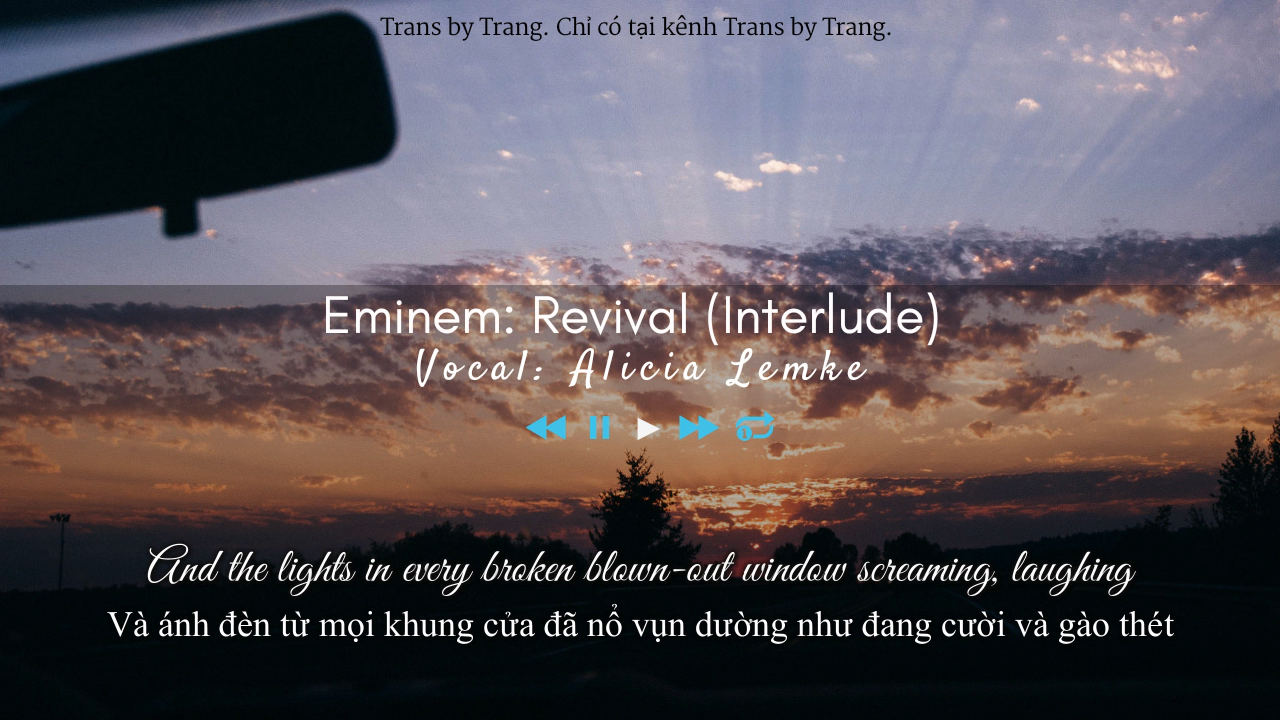 Trans by Trang. Chỉ có tại kênh Trans by Trang.
Eminem: Revival (Interlude)
Vocal: Alicia Lemke
And the lights in every broken blown-out window screaming, laughing
Và ánh đèn từ mọi khung cửa đã nổ vụn dường như đang cười và gào thét